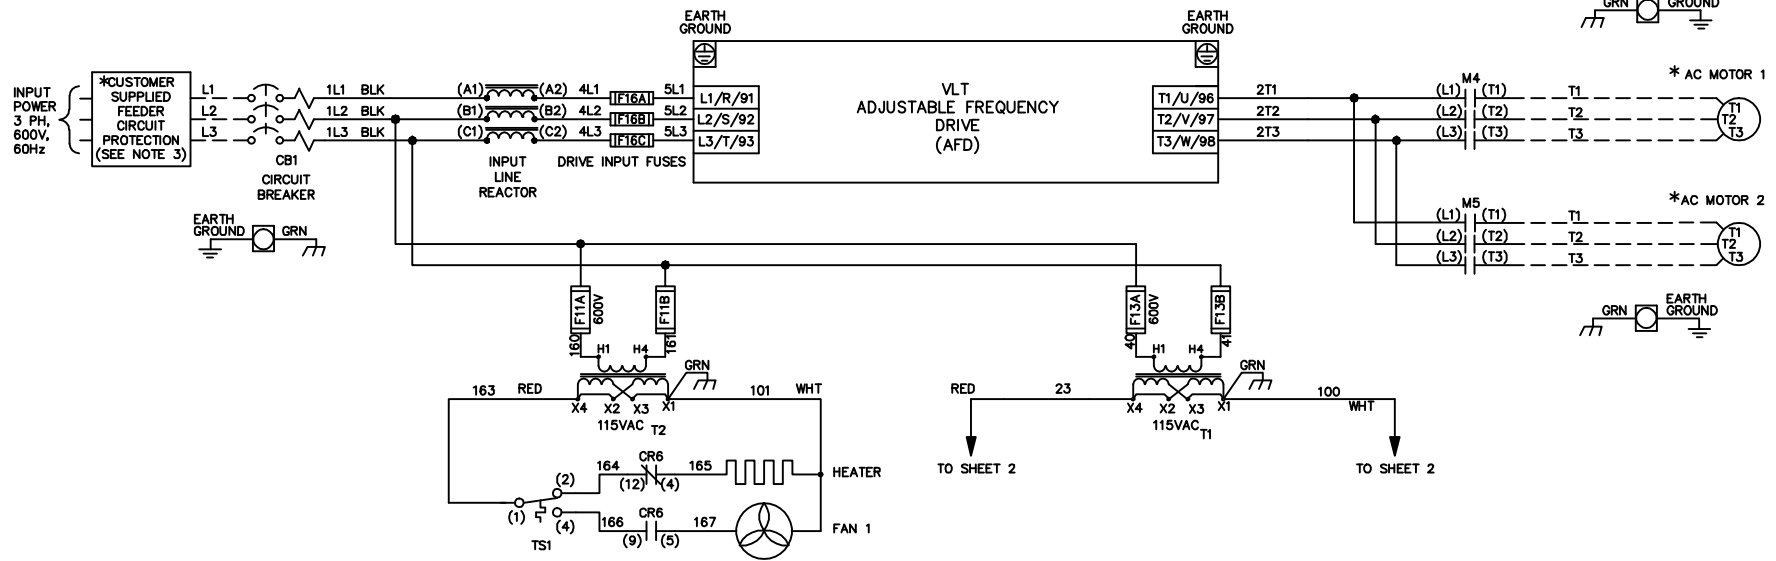 GRN
GROUND
EARTH
GROUND
EARTH
GROUND
INPUT
POWER
3 PH,
600V,
60Hz
*CUSTOMER
SUPPLIED
FEEDER
CIRCUIT
PROTECTION
(SEE NOTE 3)
L1
L2
L3
CB1
CIRCUIT
BREAKER
1L1 BLK
1L2 BLK
1L3 BLK
(A1) (A2) 4L1
(B1) (B2) 4L2
(C1) (C2) 4L3
INPUT
LINE
REACTOR
F16A
F16B
F16C
DRIVE INPUT FUSES
5L1
5L2
5L3
L1/R/91
L2/S/92
L3/T/93
VLT
ADJUSTABLE FREQUENCY
DRIVE
(AFD)
T1/U/96
T2/V/97
T3/W/98
2T1
2T2
2T3
M4
(L1) (T1)
(L2) (T2)
(L3) (T3)
T1
T2
T3
* AC MOTOR 1
T1
T2
T3
M5
(L1) (T1)
(L2) (T2)
(L3) (T3)
T1
T2
T3
*AC MOTOR 2
T1
T2
T3
EARTH
GROUND
GRN
GRN
EARTH
GROUND
F11A
600V
F11B
160
161
H1 H4
GRN
163 RED
X4 X2 X3 X1
101 WHT
115VAC T2
F13A
600V
F13B
40
41
H1 H4
GRN
RED 23
X4 X2 X3 X1
100
WHT
115VAC T1
TO SHEET 2
TO SHEET 2
(1)
(2)
(4)
TS1
164
CR6
165
(12) (4)
HEATER
166
CR6
167
(9) (5)
FAN 1